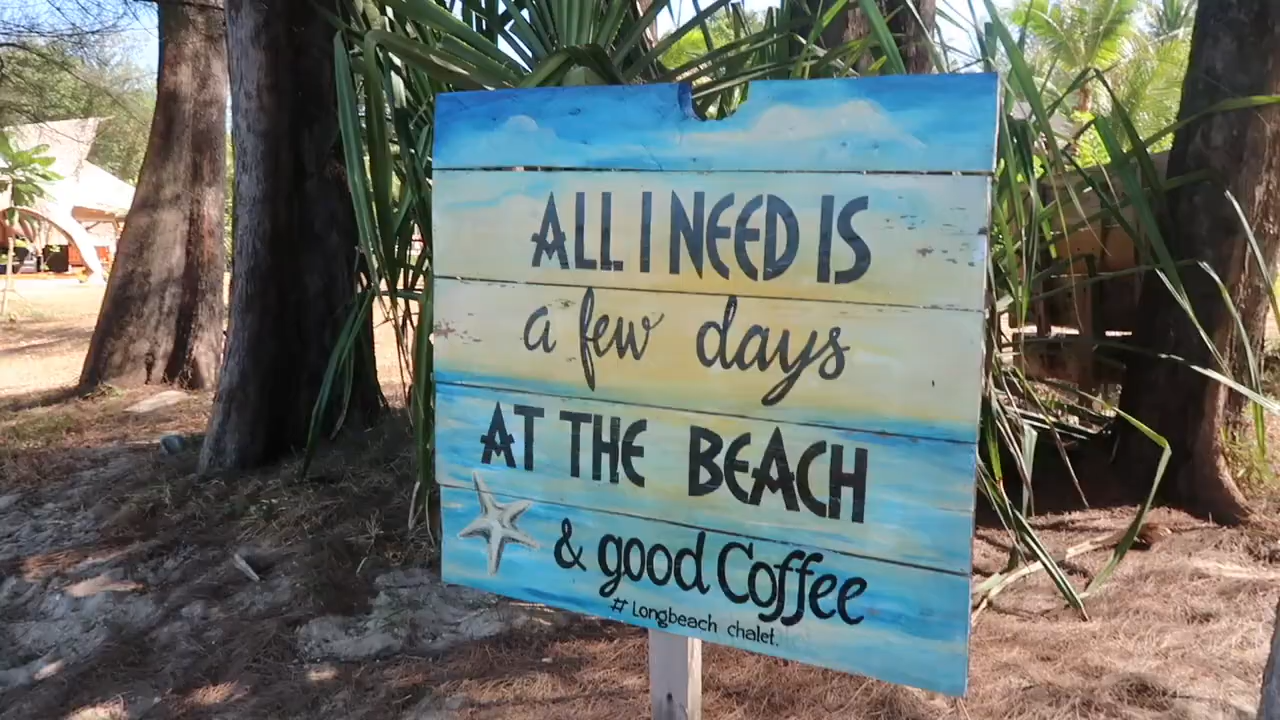 ALL I NEED IS
a few days
AT THE BEACH
& good Coffee
# Longbeach chalet.